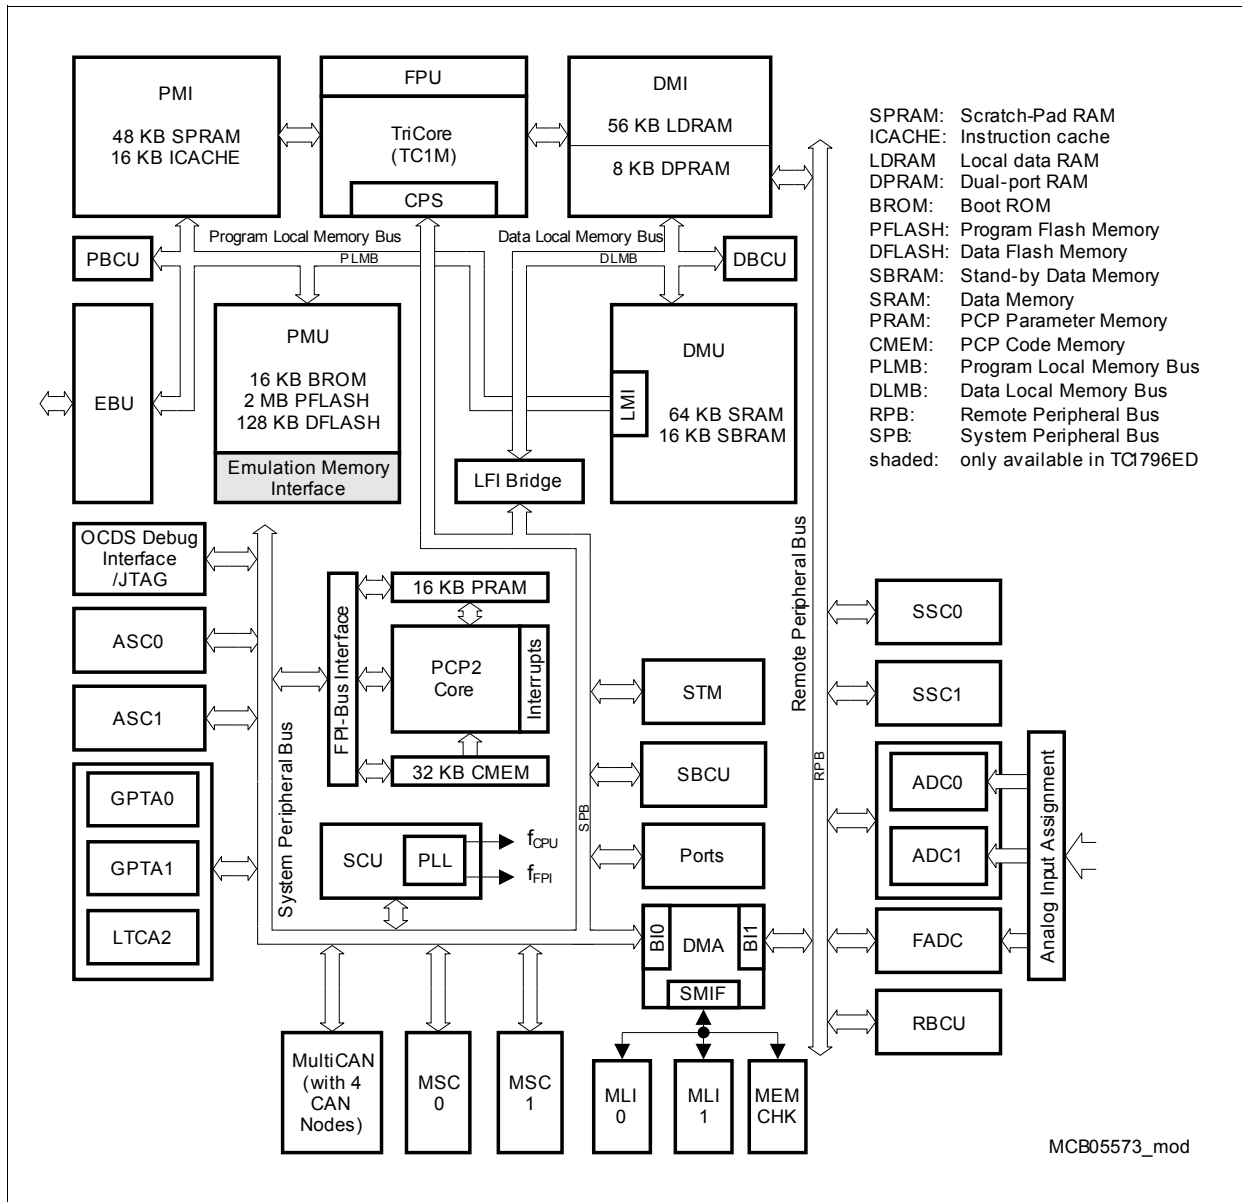 PMI
48 KB SPRAM
16 KB ICACHE
FPU
TriCore
(TC1M)
CPS
DMI
56 KB LDRAM
8 KB DPRAM
SPRAM: Scratch-Pad RAM
ICACHE: Instruction cache
LDRAM Local data RAM
DPRAM: Dual-port RAM
BROM: Boot ROM
PFLASH: Program Flash Memory
DFLASH: Data Flash Memory
SBRAM: Stand-by Data Memory
SRAM: Data Memory
PRAM: PCP Parameter Memory
CMEM: PCP Code Memory
PLMB: Program Local Memory Bus
DLMB: Data Local Memory Bus
RPB: Remote Peripheral Bus
SPB: System Peripheral Bus
shaded: only available in TC1796ED
PBCU
Program Local Memory Bus
PLMB
Data Local Memory Bus
DLMB
DBCU
EBU
PMU
16 KB BROM
2 MB PFLASH
128 KB DFLASH
Emulation Memory
Interface
DMU
LMI
64 KB SRAM
16 KB SBRAM
LFI Bridge
OCDS Debug
Interface
/JTAG
ASC0
ASC1
GPTA0
GPTA1
LTCA2
System Peripheral Bus
FPI-Bus Interface
16 KB PRAM
PCP2
Core
Interrupts
32 KB CMEM
SCU
PLL
fCPU
fFPI
SPB
STM
SBCU
Ports
BI0
DMA
BI1
SMIF
Remote Peripheral Bus
RPB
SSC0
SSC1
ADC0
ADC1
FADC
RBCU
Analog Input Assignment
MultiCAN
(with 4
CAN
Nodes)
MSC
0
MSC
1
MLI
0
MLI
1
MEM
CHK
MCB05573_mod